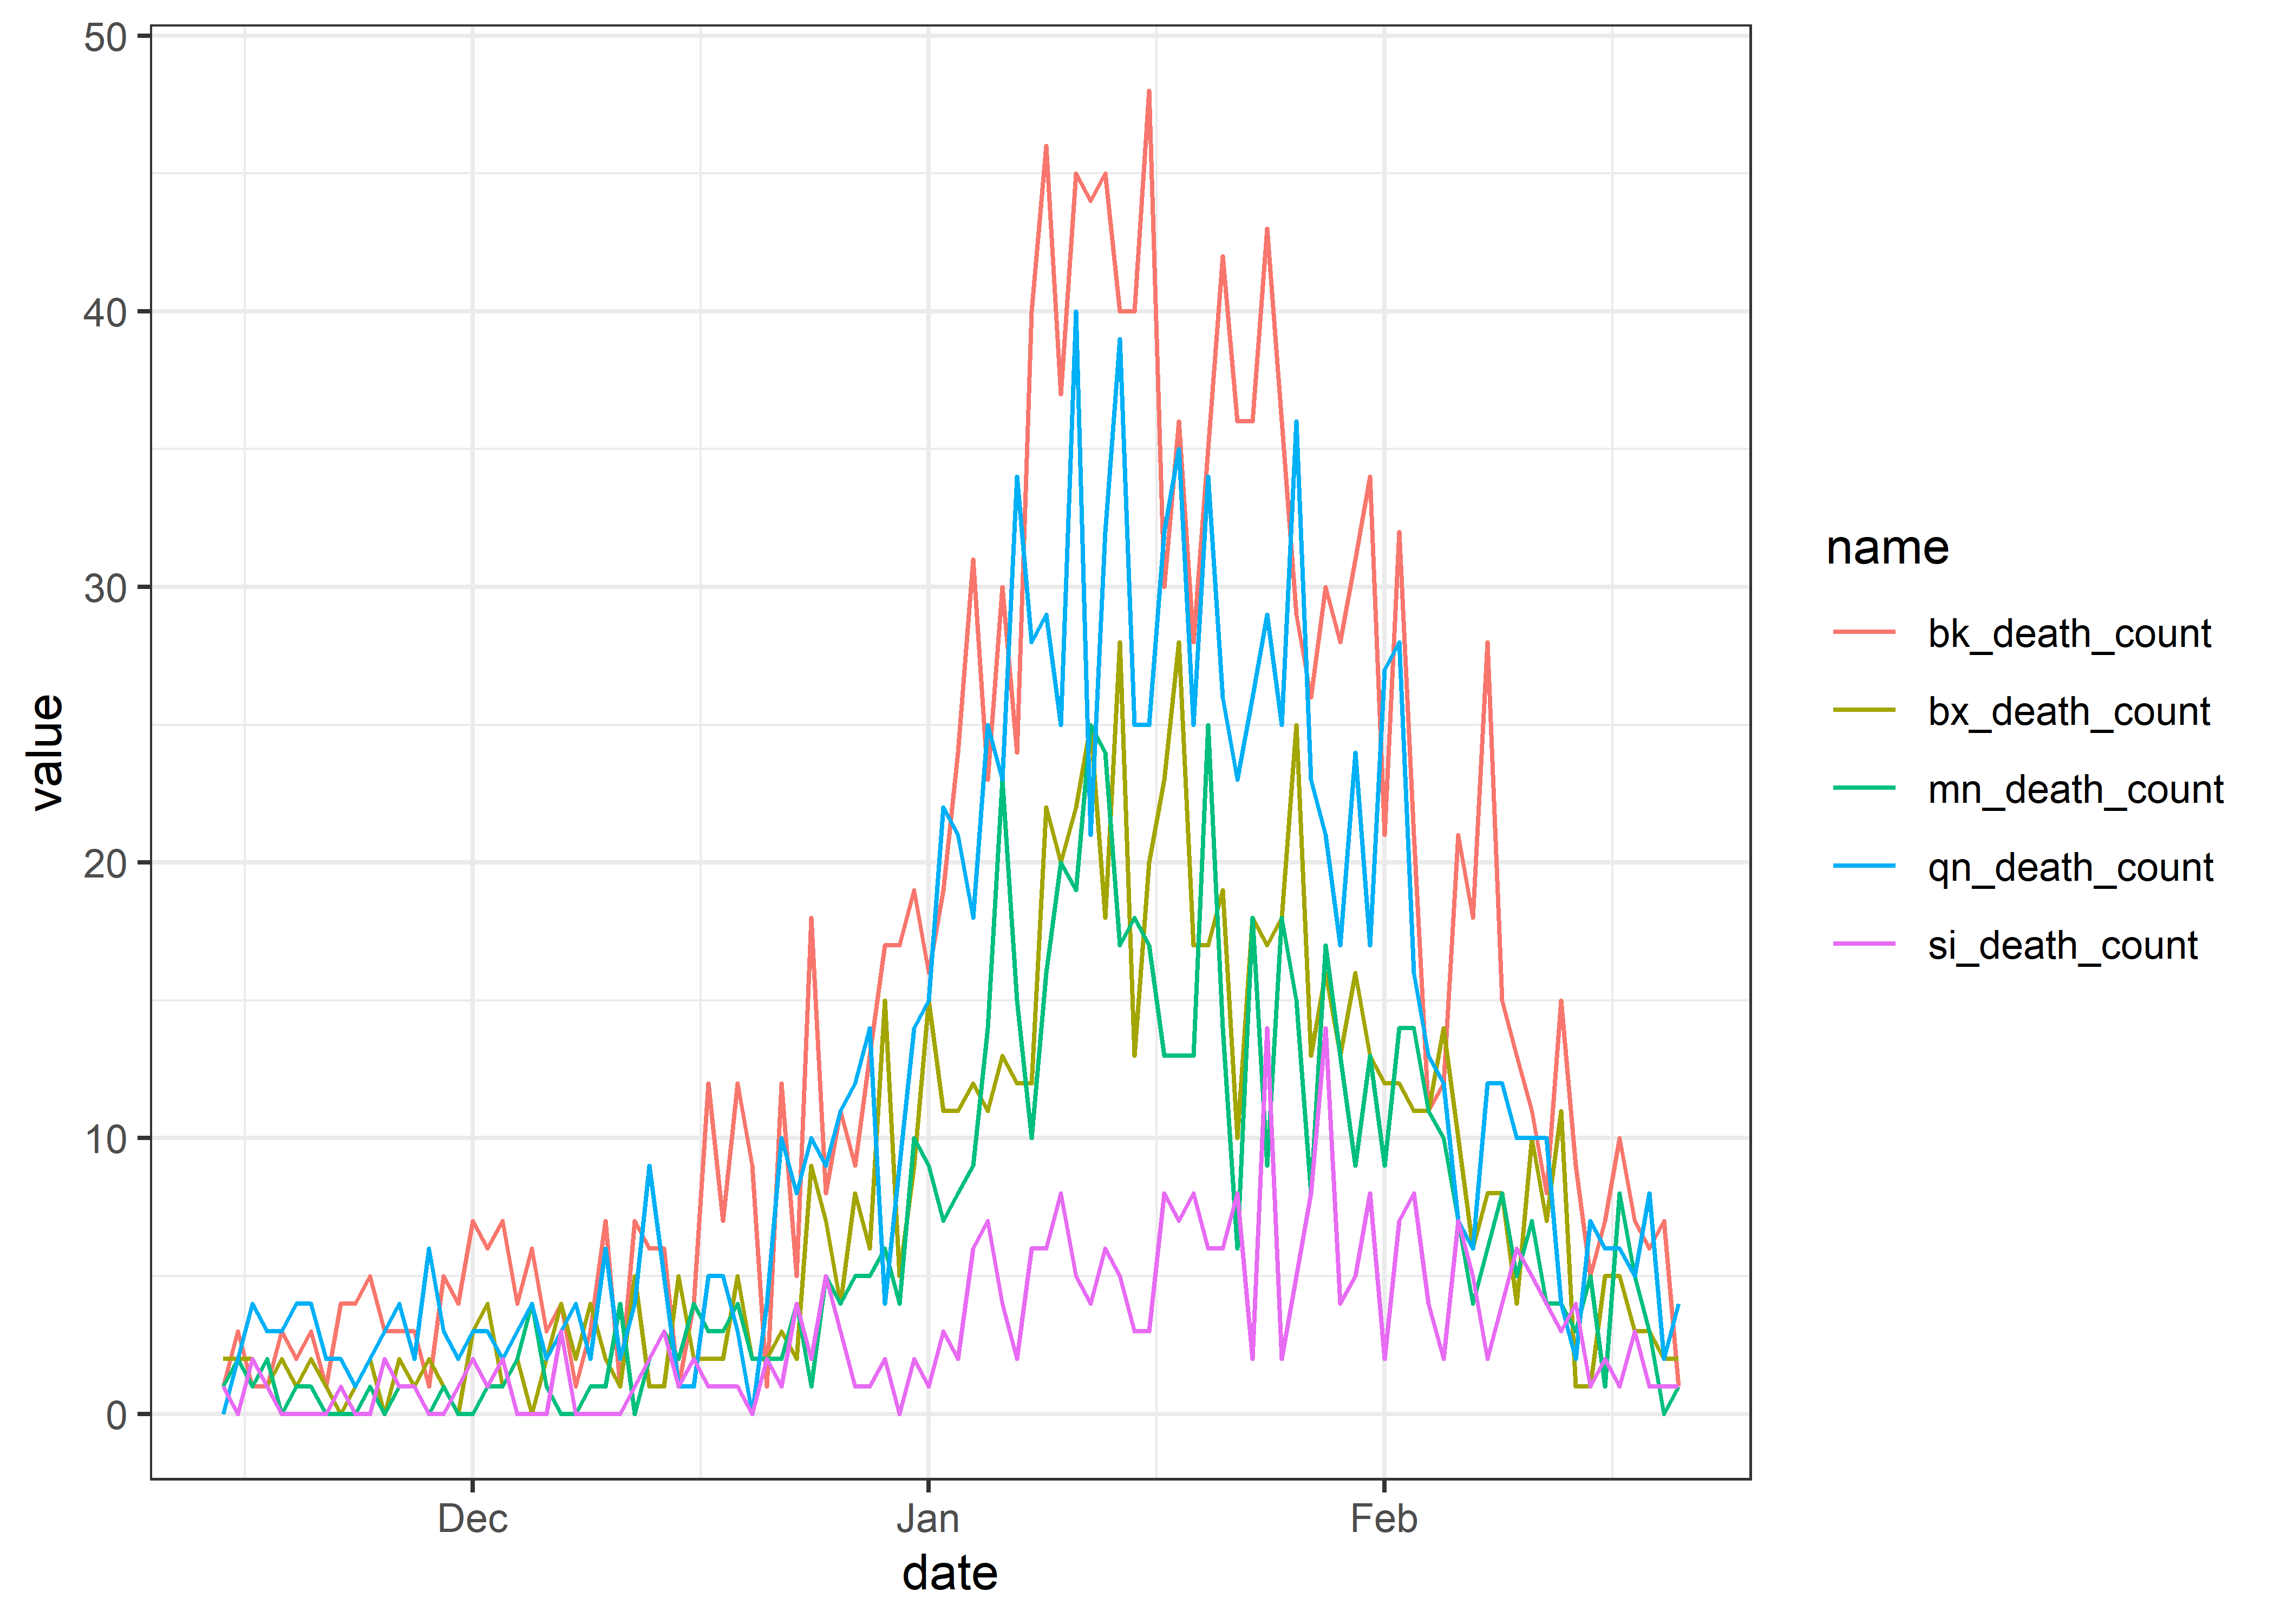 50
40
30
20
10
0
value
Dec
Jan
Feb
date
name
bk_death_count
bx_death_count
mn_death_count
qn_death_count
si_death_count